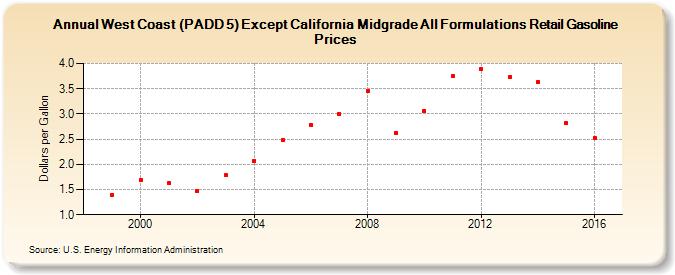 Annual West Coast (PADD 5) Except California Midgrade All Formulations Retail Gasoline
Prices
Dollars per Gallon
4.0
3.5
3.0
2.5
2.0
1.5
1.0
2000 2004 2008 2012 2016
Source: U.S. Energy Information Administration